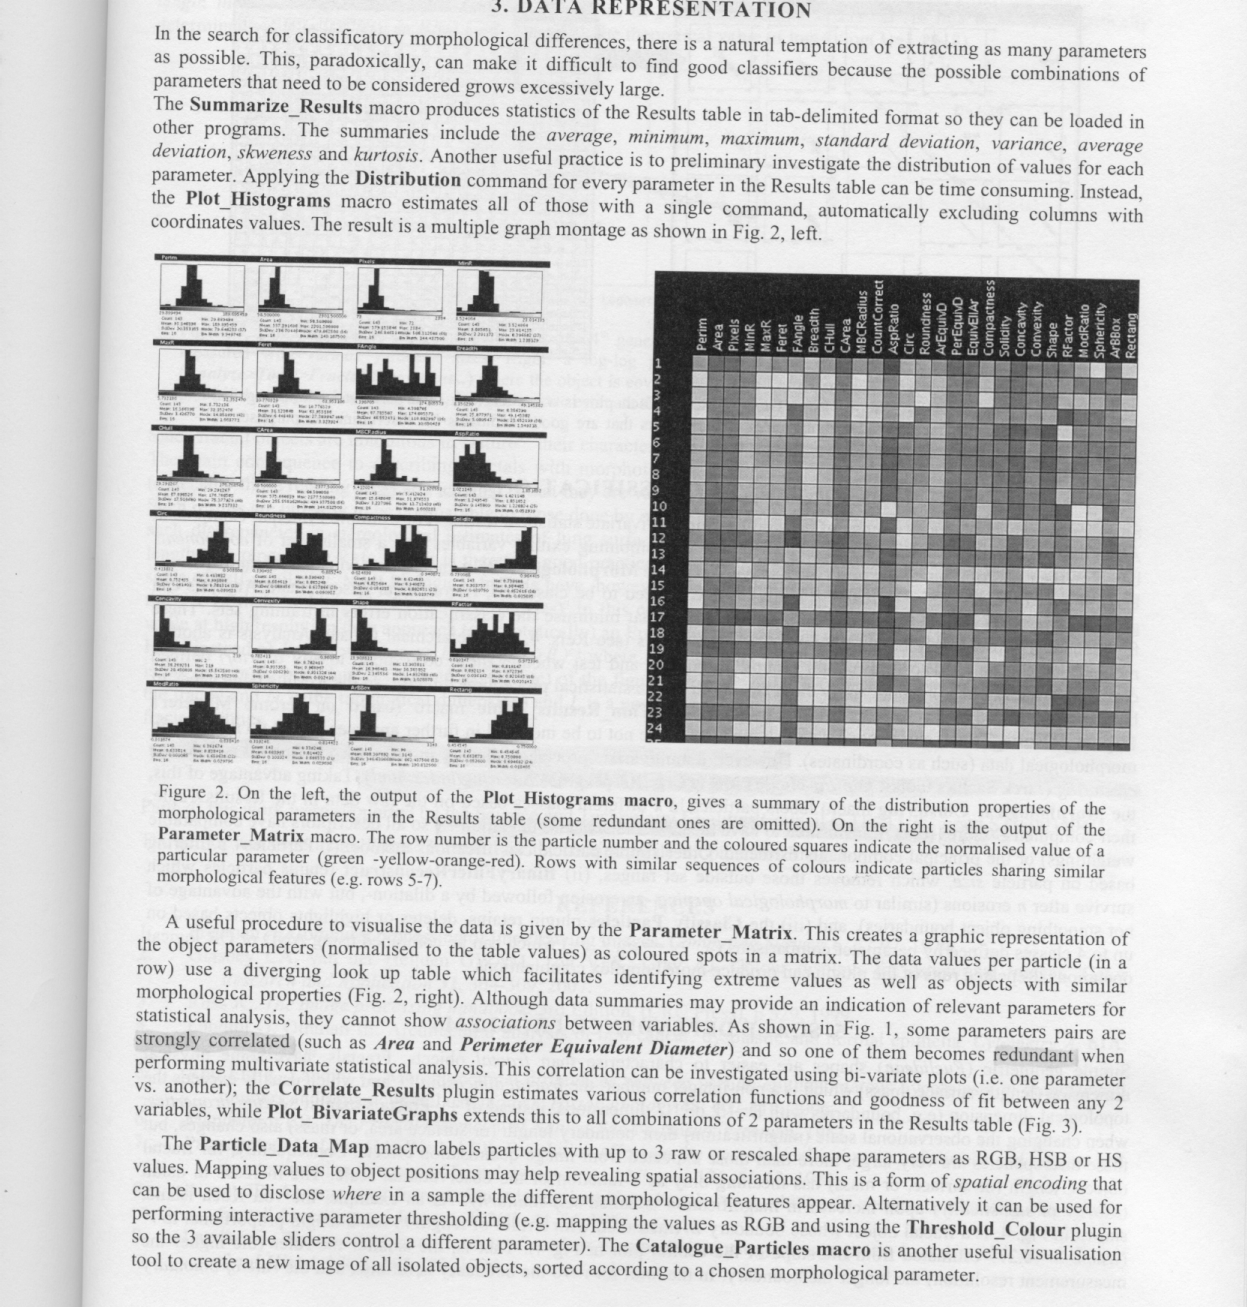 3. DATA REPRESENTATION
In the search for classificatory morphological differences, there is a natural temptation of extracting as many parameters
as possible. This, paradoxically, can make it difficult to find good classifiers because the possible combinations of
parameters that need to be considered grows excessively large.
The Summarize_Results macro produces statistics of the Results table in tab-delimited format so they can be loaded in
other programs. The summaries include the average, minimum, maximum, standard deviation, variance, average
deviation, skweness and kurtosis. Another useful practice is to preliminary investigate the distribution of values for each
parameter. Applying the Distribution command for every parameter in the Results table can be time consuming. Instead,
the Plot_Histograms macro estimates all of those with a single command, automatically excluding columns with
coordinates values. The result is a multiple graph montage as shown in Fig. 2, left.
Perim Area Pixels MinR
MaxR Feret FAngle Breadth
CHull CArea MBCRadius AspRatio
Circ Roundness Compactness Solidity
Concavity Convexity Shape RFactor
ModRatio Sphericity ArBBox Rectang
Perim
Area
Pixels
MinR
MaxR
Feret
FAngle
Breadth
CHull
CArea
MBCRadius
CountCorrect
AspRatio
Circ
Roundness
ArEquivD
PerEquivD
EquivEllAr
Compactness
Solidity
Concavity
Convexity
Shape
RFactor
ModRatio
Sphericity
ArBBox
Rectang
1
2
3
4
5
6
7
8
9
10
11
12
13
14
15
16
17
18
19
20
21
22
23
24
Figure 2. On the left, the output of the Plot_Histograms macro, gives a summary of the distribution properties of the
morphological parameters in the Results table (some redundant ones are omitted). On the right is the output of the
Parameter_Matrix macro. The row number is the particle number and the coloured squares indicate the normalised value of a
particular parameter (green -yellow-orange-red). Rows with similar sequences of colours indicate particles sharing similar
morphological features (e.g. rows 5-7).
A useful procedure to visualise the data is given by the Parameter_Matrix. This creates a graphic representation of
the object parameters (normalised to the table values) as coloured spots in a matrix. The data values per particle (in a
row) use a diverging look up table which facilitates identifying extreme values as well as objects with similar
morphological properties (Fig. 2, right). Although data summaries may provide an indication of relevant parameters for
statistical analysis, they cannot show associations between variables. As shown in Fig. 1, some parameters pairs are
strongly correlated (such as Area and Perimeter Equivalent Diameter) and so one of them becomes redundant when
performing multivariate statistical analysis. This correlation can be investigated using bi-variate plots (i.e. one parameter
vs. another); the Correlate_Results plugin estimates various correlation functions and goodness of fit between any 2
variables, while Plot_BivariateGraphs extends this to all combinations of 2 parameters in the Results table (Fig. 3).
The Particle_Data_Map macro labels particles with up to 3 raw or rescaled shape parameters as RGB, HSB or HS
values. Mapping values to object positions may help revealing spatial associations. This is a form of spatial encoding that
can be used to disclose where in a sample the different morphological features appear. Alternatively it can be used for
performing interactive parameter thresholding (e.g. mapping the values as RGB and using the Threshold_Colour plugin
so the 3 available sliders control a different parameter). The Catalogue_Particles macro is another useful visualisation
tool to create a new image of all isolated objects, sorted according to a chosen morphological parameter.